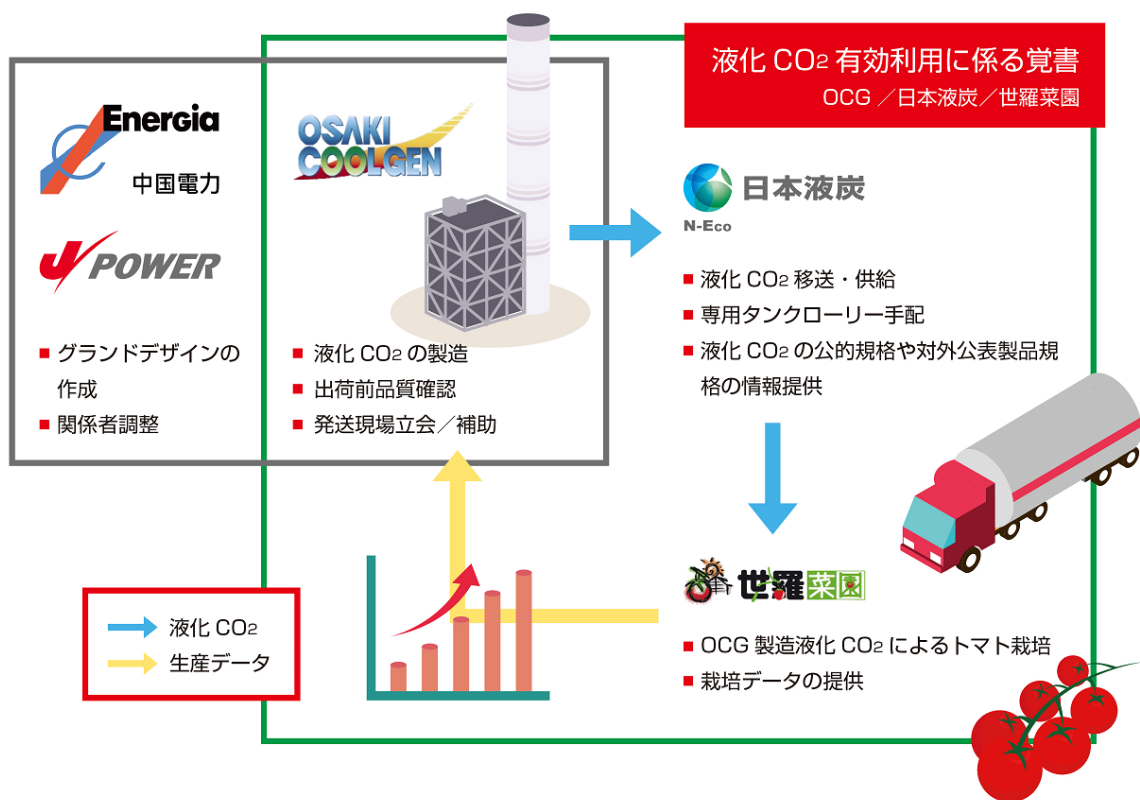 液化 CO2 有効利用に係る覚書
OCG ／日本液炭／世羅菜園
Energia
中国電力
J POWER
■ グランドデザインの
作成
■ 関係者調整
OSAKI
COOLGEN
■ 液化 CO2 の製造
■ 出荷前品質確認
■ 発送現場立会／補助
日本液炭
N-Eco
■ 液化 CO2 移送・供給
■ 専用タンクローリー手配
■ 液化 CO2 の公的規格や対外公表製品規
格の情報提供
世羅菜園
■ OCG 製造液化 CO2 によるトマト栽培
■ 栽培データの提供
液化 CO2
生産データ